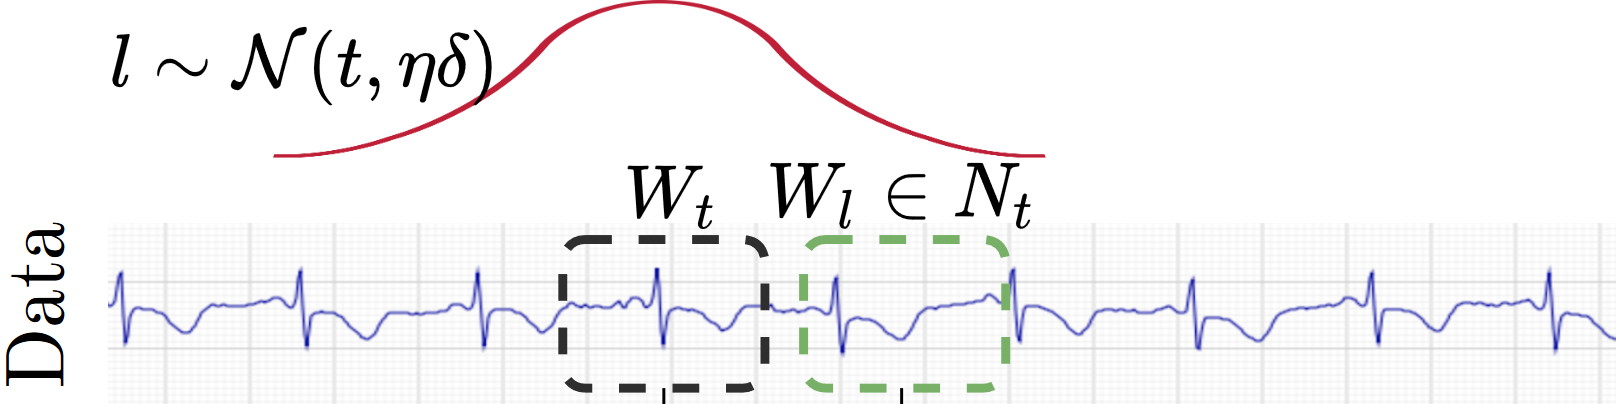 l ∼ 𝒩(t, ηδ)
W_t W_l ∈ N_t
Data